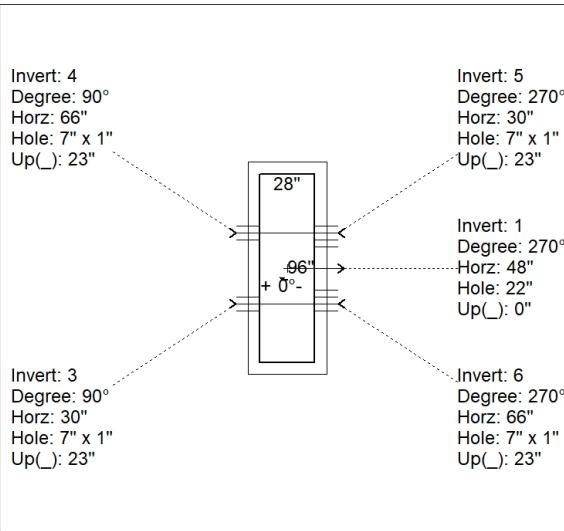 Invert: 4
Degree: 90°
Horz: 66"
Hole: 7" x 1"
Up(_): 23"
Invert: 5
Degree: 270°
Horz: 30"
Hole: 7" x 1"
Up(_): 23"
28"
Invert: 1
Degree: 270°
Horz: 48"
Hole: 22"
Up(_): 0"
96"
+ 0°-
Invert: 3
Degree: 90°
Horz: 30"
Hole: 7" x 1"
Up(_): 23"
Invert: 6
Degree: 270°
Horz: 66"
Hole: 7" x 1"
Up(_): 23"